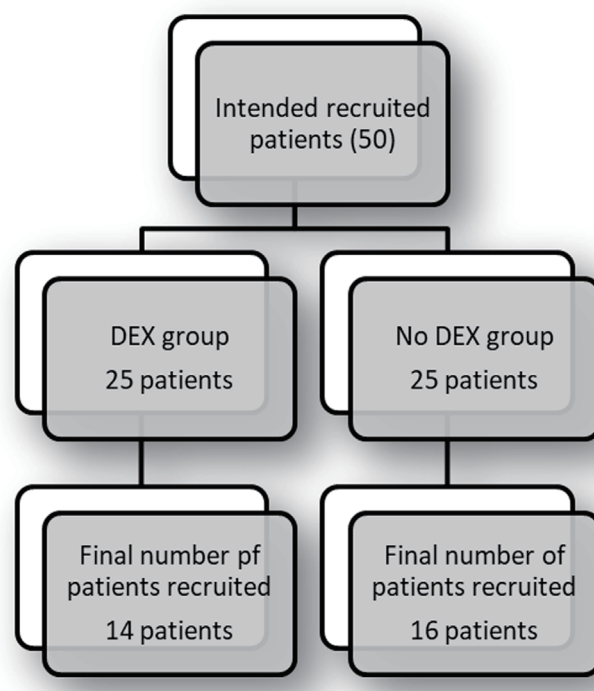 Intended recruited
patients (50)
DEX group
25 patients
No DEX group
25 patients
Final number pf
patients recruited
14 patients
Final number of
patients recruited
16 patients